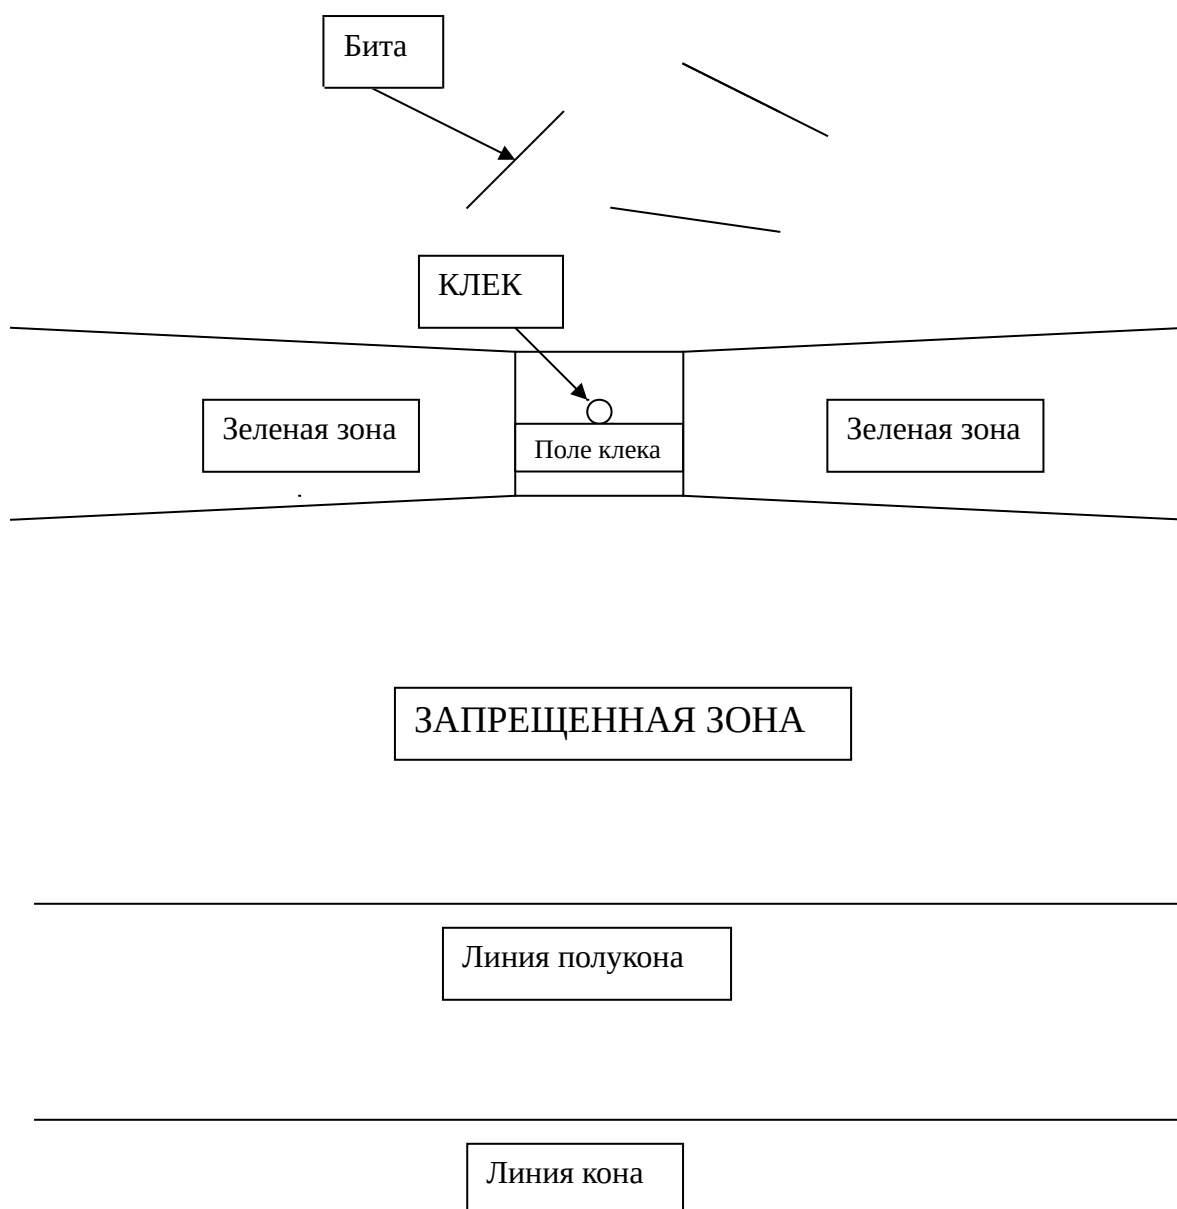 Бита
КЛЕК
Зеленая зона
Поле клека
Зеленая зона
ЗАПРЕЩЕННАЯ ЗОНА
Линия полукона
Линия кона